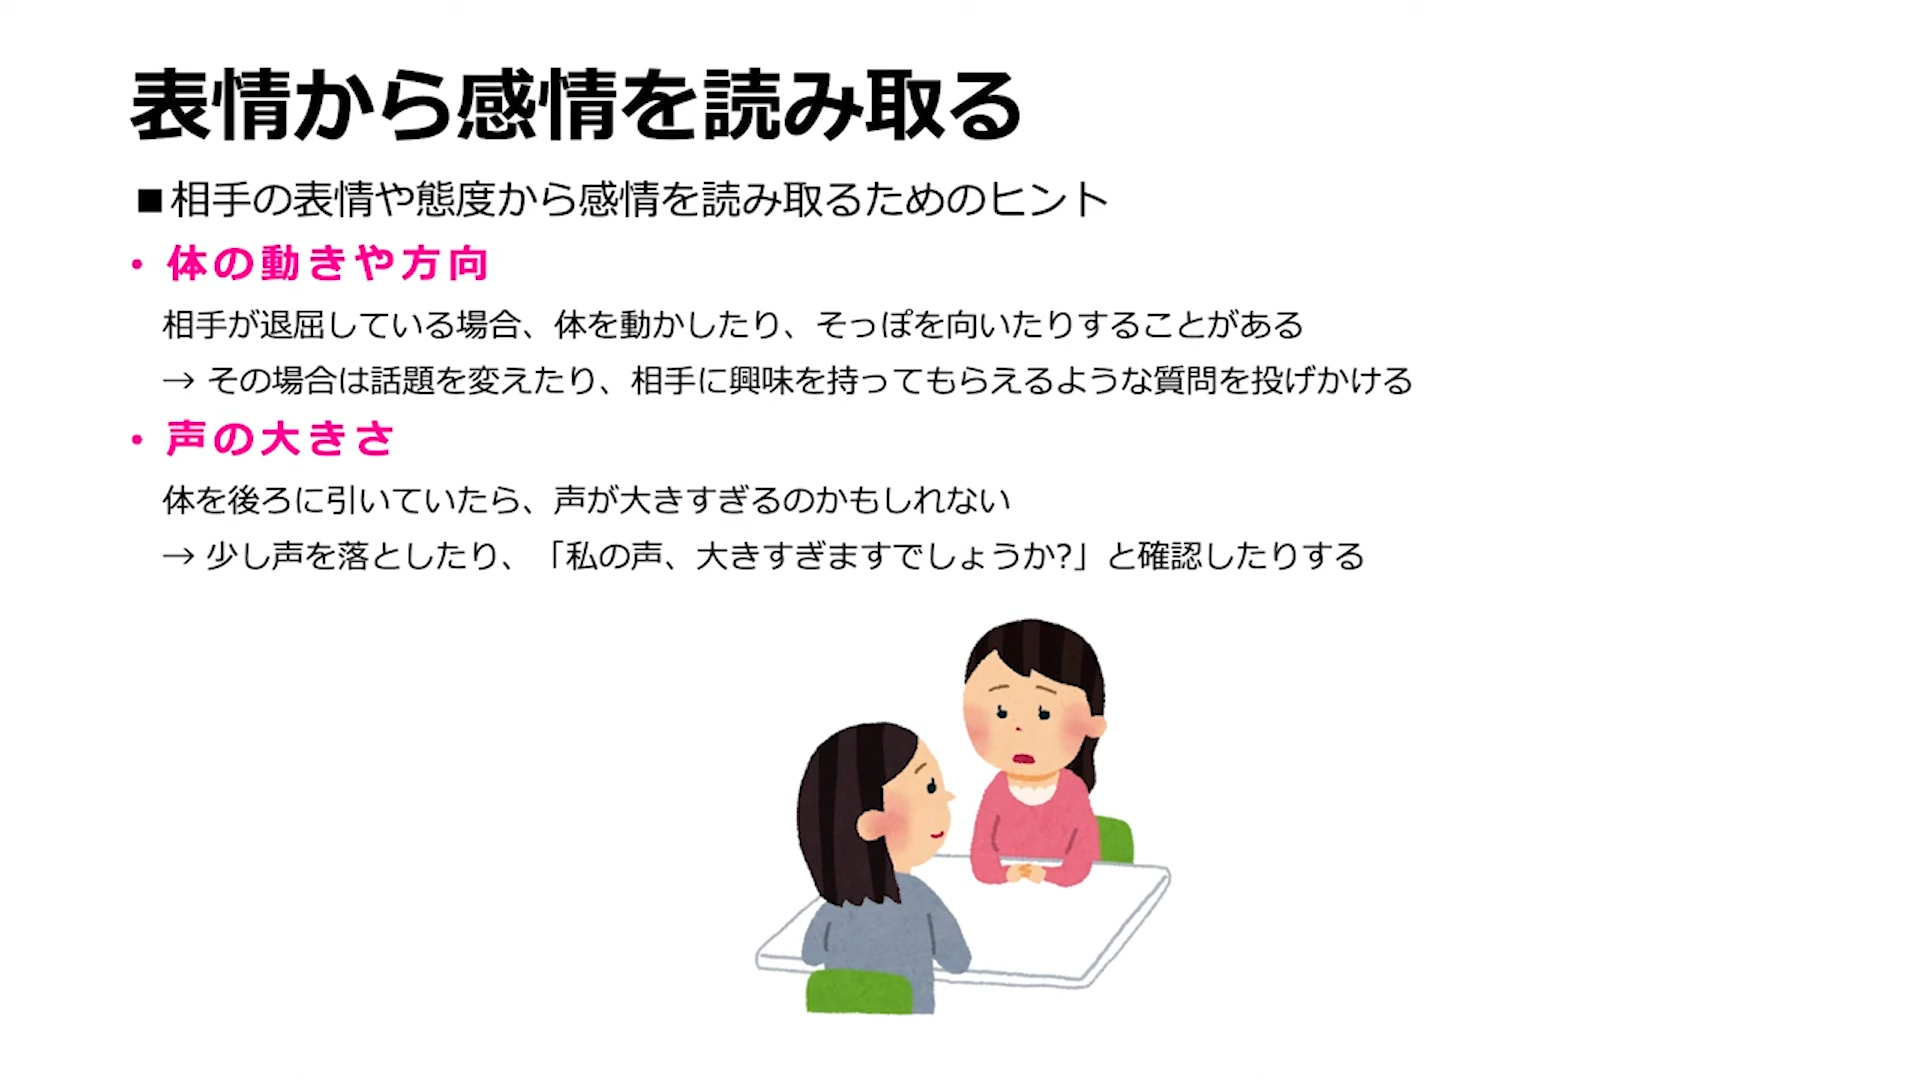 表情から感情を読み取る
■相手の表情や態度から感情を読み取るためのヒント
• 体の動きや方向
相手が退屈している場合、体を動かしたり、そっぽを向いたりすることがある
→ その場合は話題を変えたり、相手に興味を持ってもらえるような質問を投げかける
• 声の大きさ
体を後ろに引いていたら、声が大きすぎるのかもしれない
→ 少し声を落としたり、「私の声、大きすぎますでしょうか?」と確認したりする